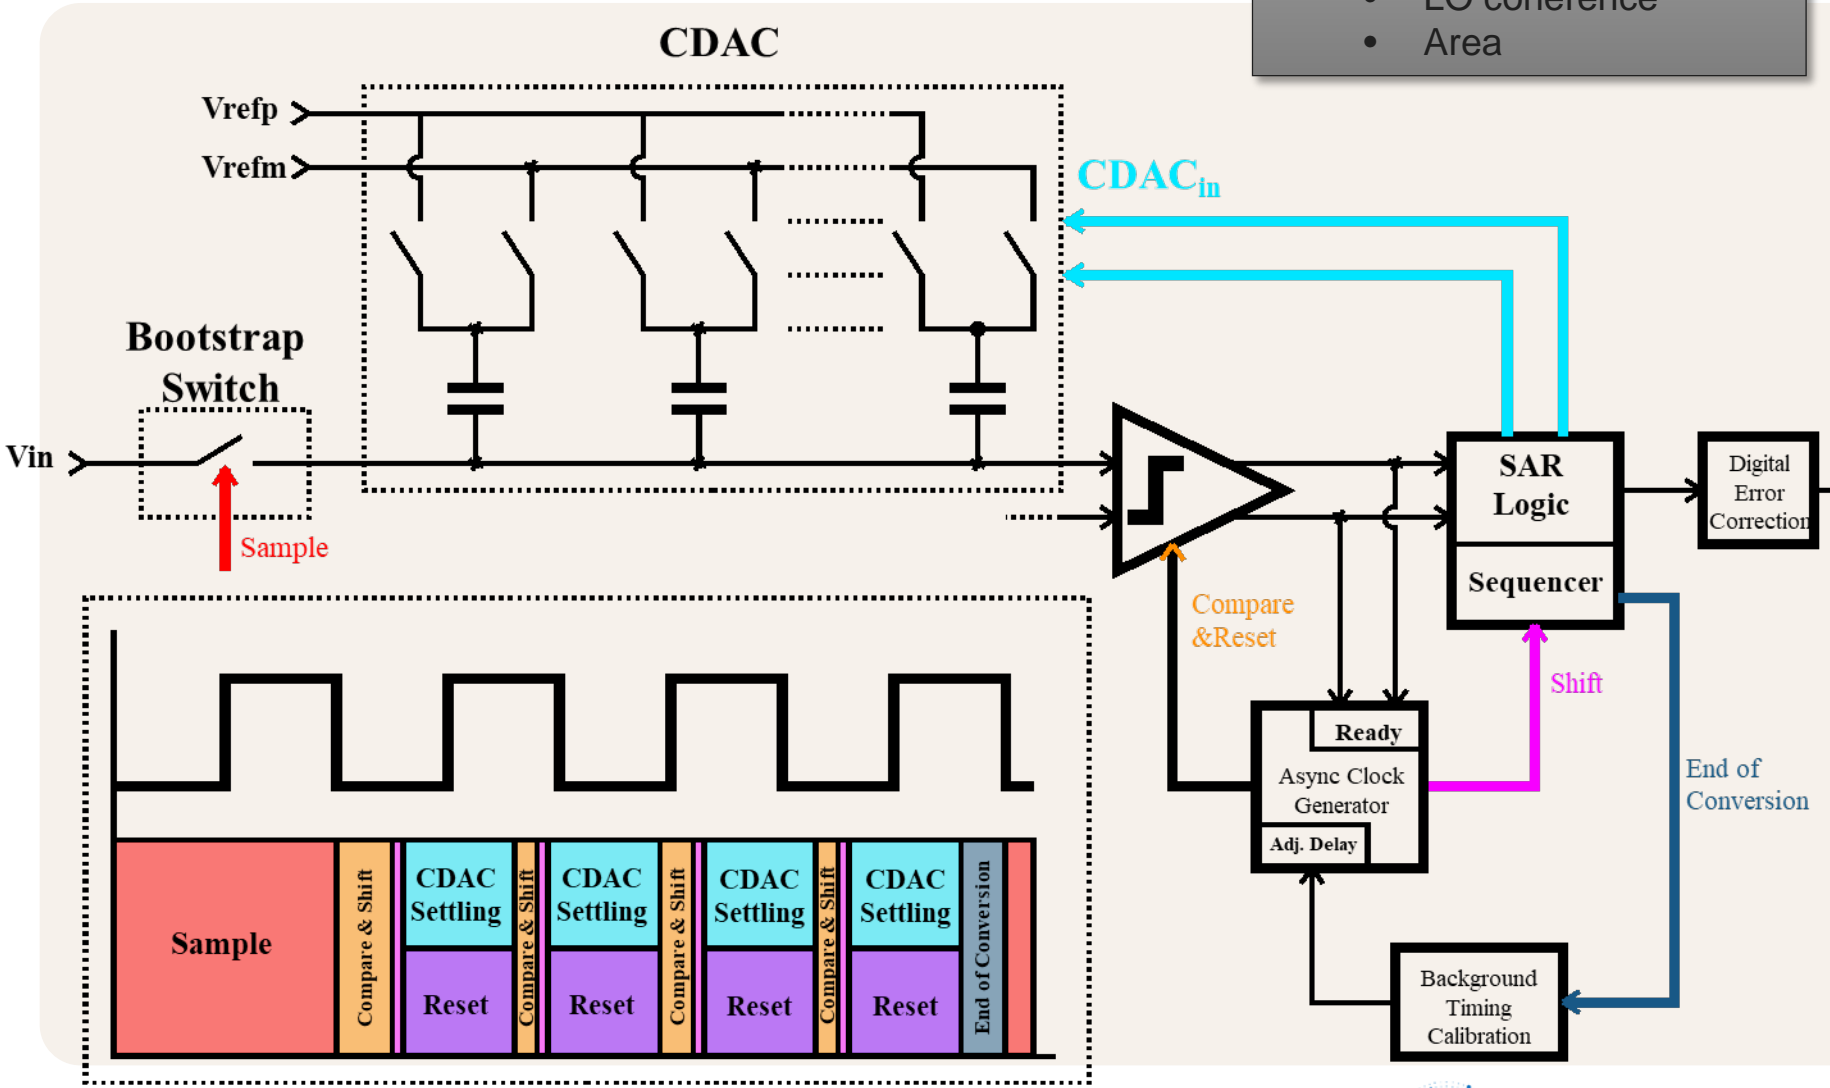 • LO coherence
• Area
CDAC
Vrefp
Vrefm
CDACin
Bootstrap
Switch
Vin
Sample
SAR
Logic
Sequencer
Digital
Error
Correction
Compare
&Reset
Shift
Ready
Async Clock
Generator
Adj. Delay
End of
Conversion
Background
Timing
Calibration
Sample
Compare & Shift
CDAC
Settling
Reset
Compare & Shift
CDAC
Settling
Reset
Compare & Shift
CDAC
Settling
Reset
Compare & Shift
CDAC
Settling
Reset
End of Conversion